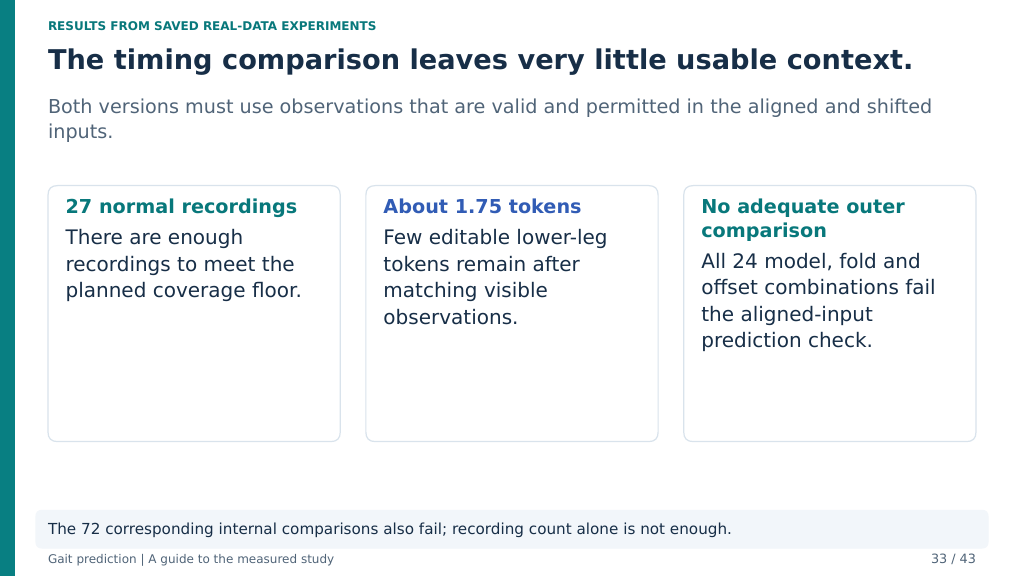 RESULTS FROM SAVED REAL-DATA EXPERIMENTS
The timing comparison leaves very little usable context.
Both versions must use observations that are valid and permitted in the aligned and shifted
inputs.
27 normal recordings
There are enough
recordings to meet the
planned coverage floor.
About 1.75 tokens
Few editable lower-leg
tokens remain after
matching visible
observations.
No adequate outer
comparison
All 24 model, fold and
offset combinations fail
the aligned-input
prediction check.
The 72 corresponding internal comparisons also fail; recording count alone is not enough.
Gait prediction | A guide to the measured study
33 / 43